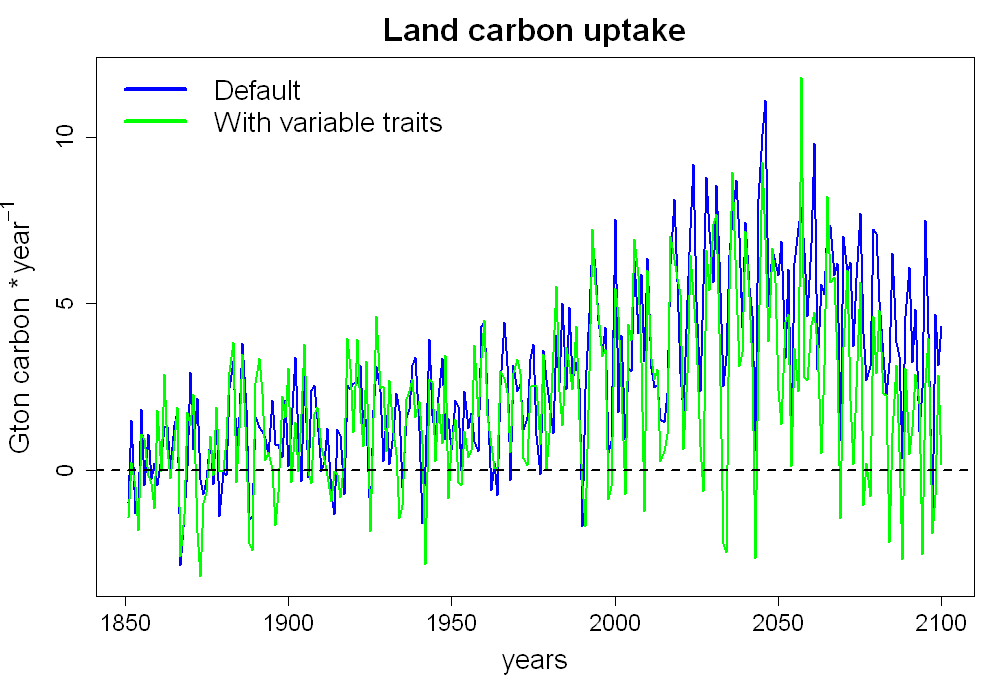 Land carbon uptake
Default
With variable traits
Gton carbon * year⁻¹
10
5
0
1850 1900 1950 2000 2050 2100
years